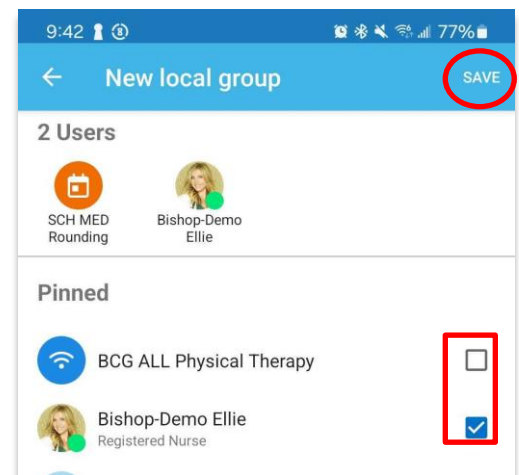 9:42 77%
New local group SAVE
2 Users
SCH MED Rounding
Bishop-Demo Ellie
Pinned
BCG ALL Physical Therapy
Bishop-Demo Ellie
Registered Nurse